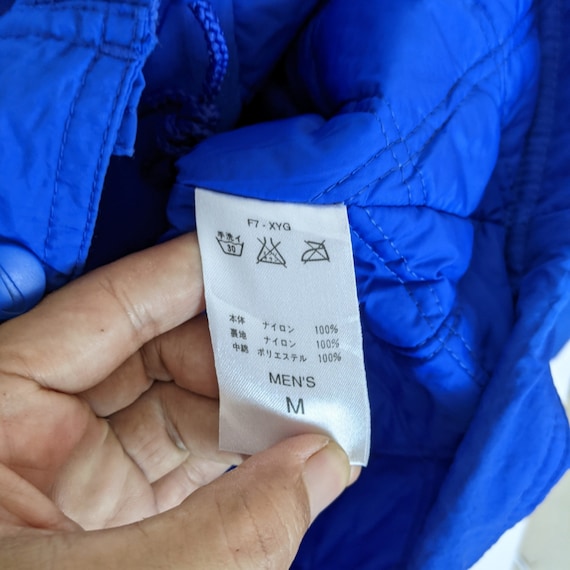 F7 - XYG
手洗イ
30
本体 ナイロン 100%
裏地 ナイロン 100%
中綿 ポリエステル 100%
MEN'S
M